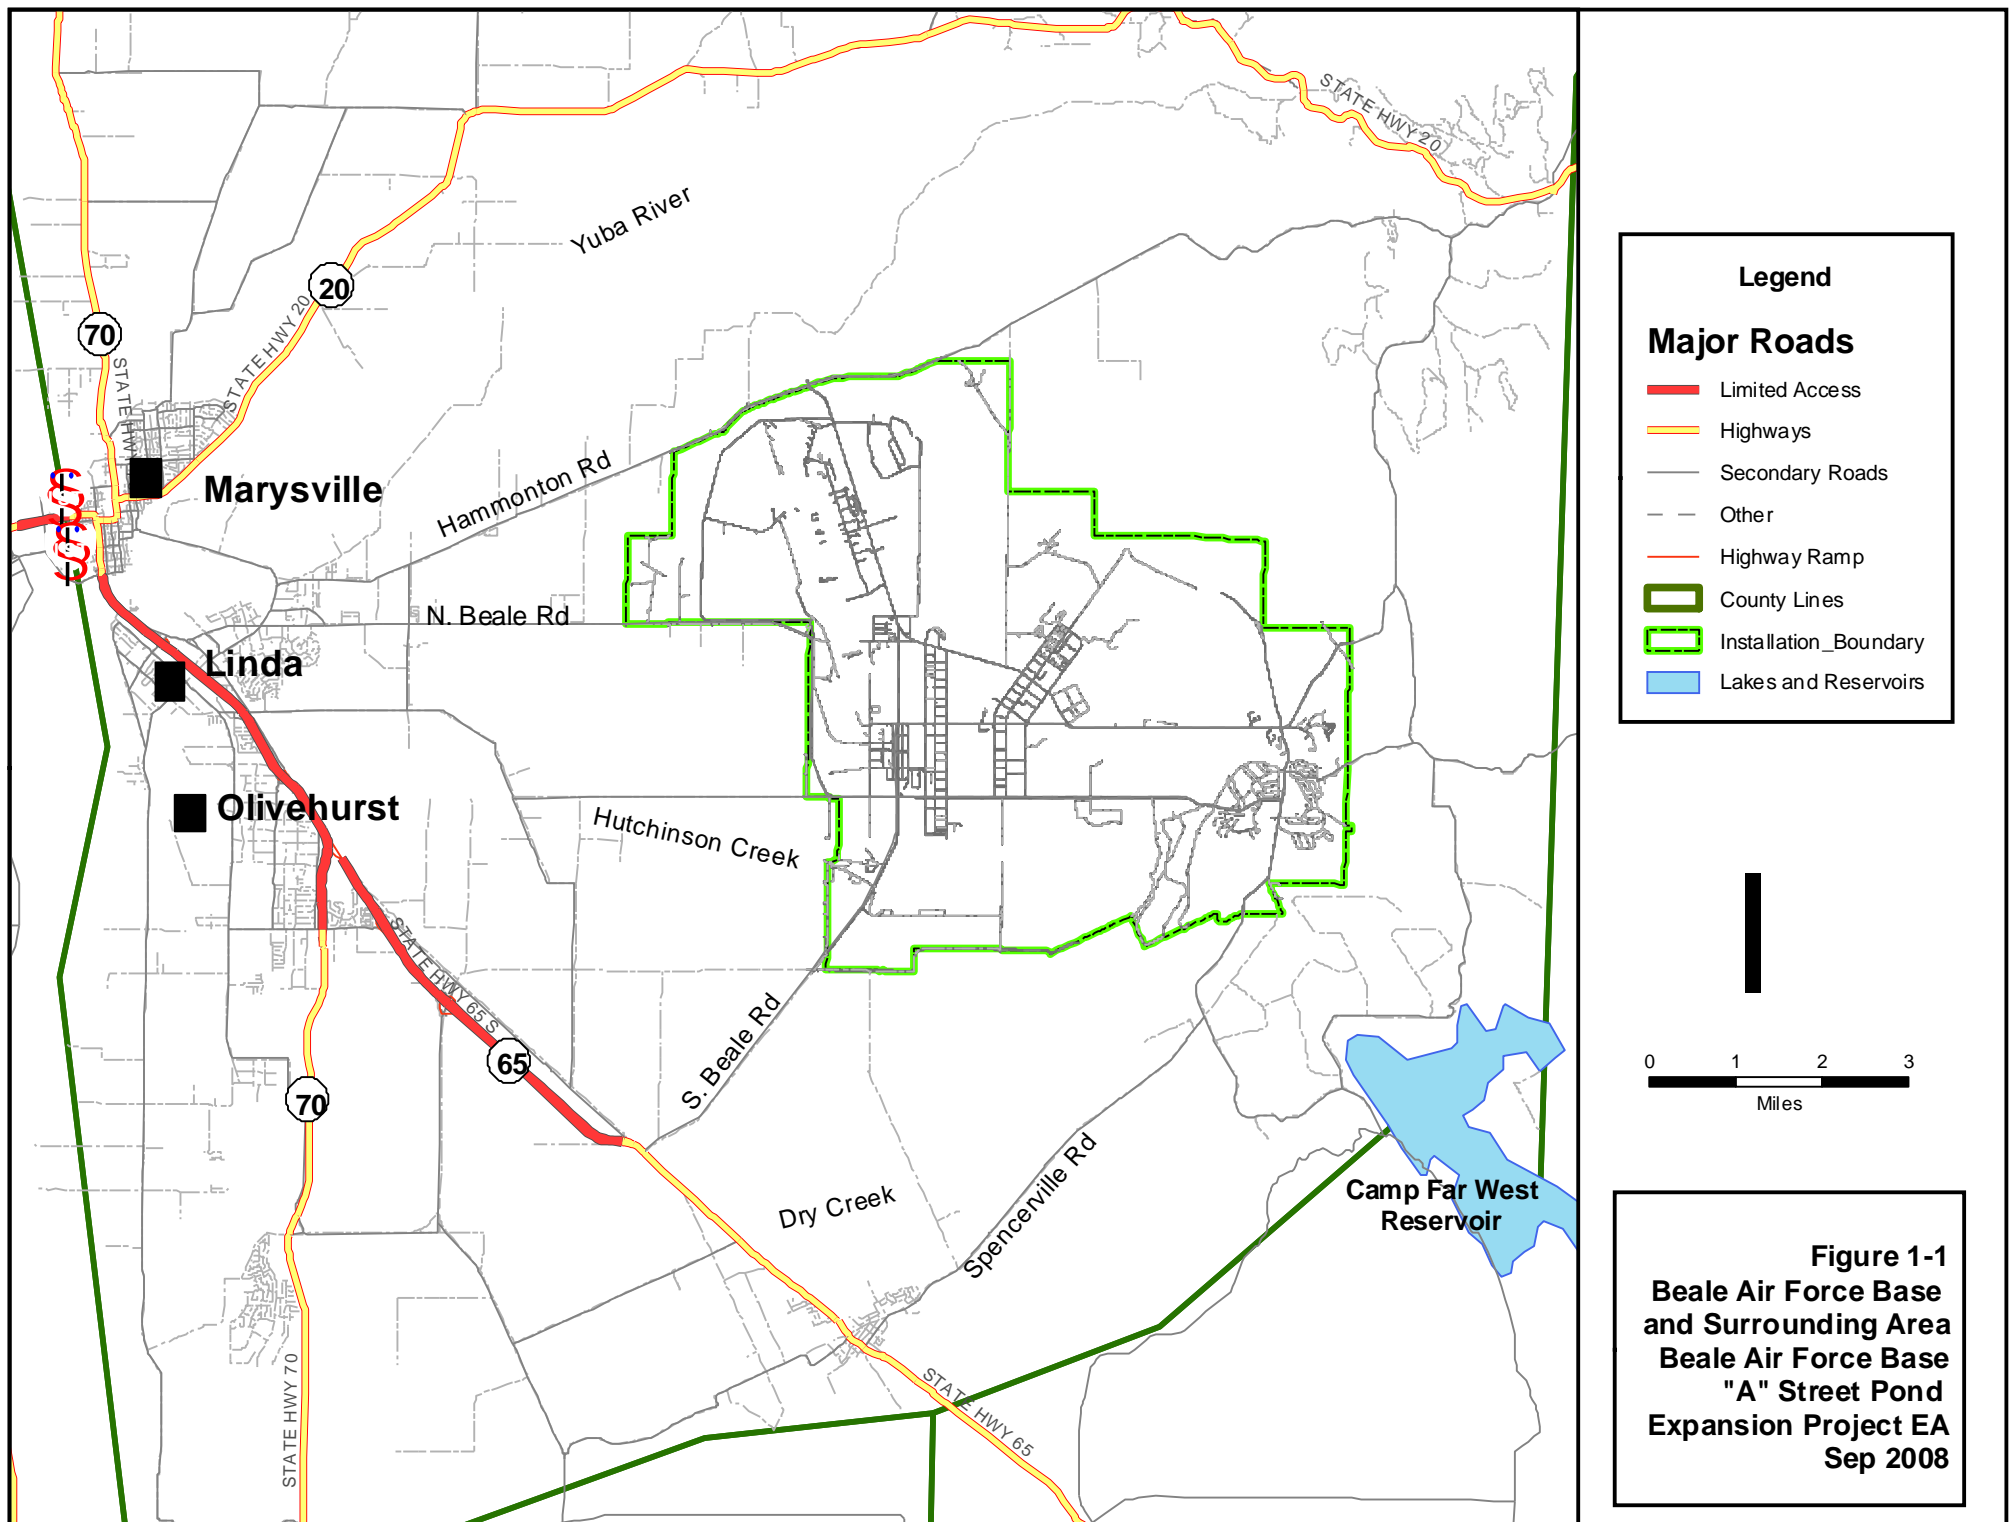 STATE HWY 20
Yuba River
20
70
STATE HWY 20
STATE HW
Marysville
Hammonton Rd
N. Beale Rd
Linda
Olivehurst
Hutchinson Creek
STATE HWY 65 S
65
S. Beale Rd
70
Dry Creek
Spencerville Rd
Camp Far West
Reservoir
STATE HWY 70
STATE HWY 65
Legend
Major Roads
Limited Access
Highways
Secondary Roads
Other
Highway Ramp
County Lines
Installation_Boundary
Lakes and Reservoirs
0 1 2 3
Miles
Figure 1-1
Beale Air Force Base
and Surrounding Area
Beale Air Force Base
"A" Street Pond
Expansion Project EA
Sep 2008